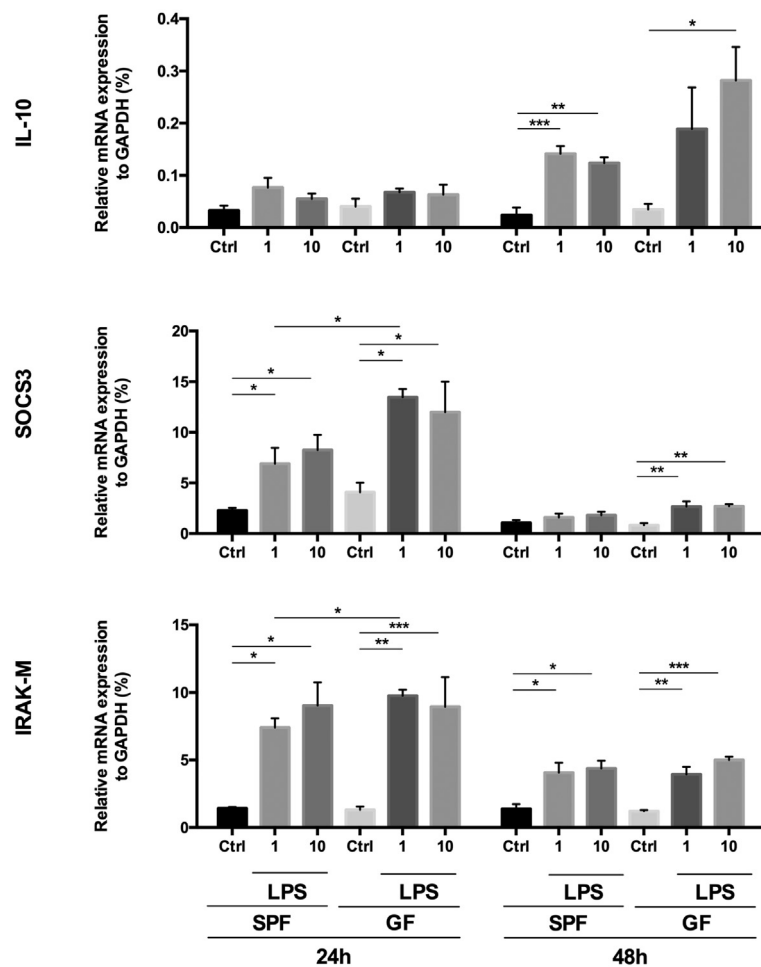 IL-10
Relative mRNA expression
to GAPDH (%)
0.4
0.3
0.2
0.1
0.0
*
**
***
Ctrl 1 10 Ctrl 1 10 Ctrl 1 10 Ctrl 1 10
SOCS3
Relative mRNA expression
to GAPDH (%)
20
15
10
5
0
*
*
*
*
*
**
**
Ctrl 1 10 Ctrl 1 10 Ctrl 1 10 Ctrl 1 10
IRAK-M
Relative mRNA expression
to GAPDH (%)
15
10
5
0
*
***
*
**
*
*
***
*
**
Ctrl 1 10 Ctrl 1 10 Ctrl 1 10 Ctrl 1 10
LPS LPS LPS LPS
SPF GF SPF GF
24h 48h